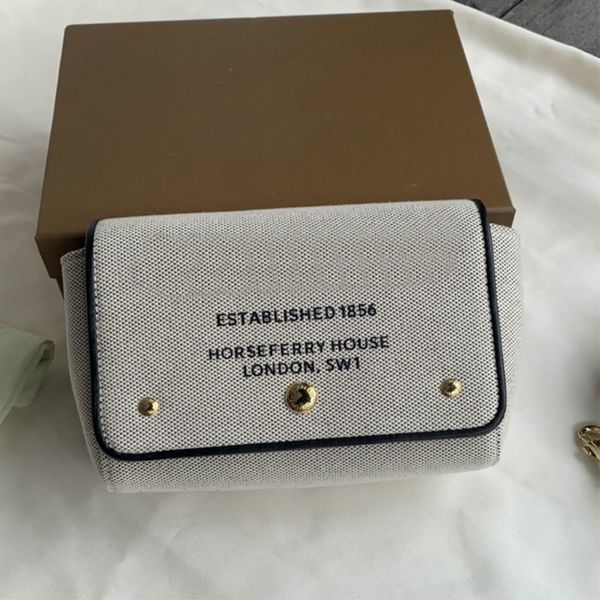 ESTABLISHED 1856
HORSEFERRY HOUSE
LONDON, SW1